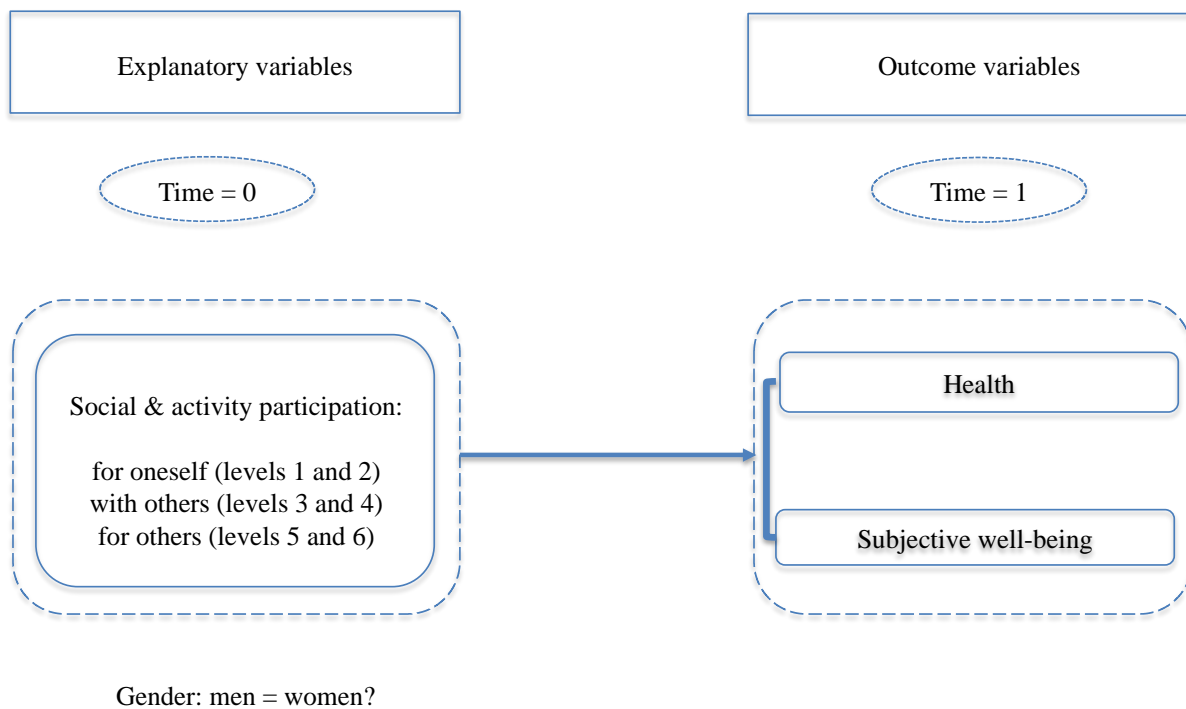 Explanatory variables
Outcome variables
Time = 0
Time = 1
Social & activity participation:
for oneself (levels 1 and 2)
with others (levels 3 and 4)
for others (levels 5 and 6)
Health
Subjective well-being
Gender: men = women?